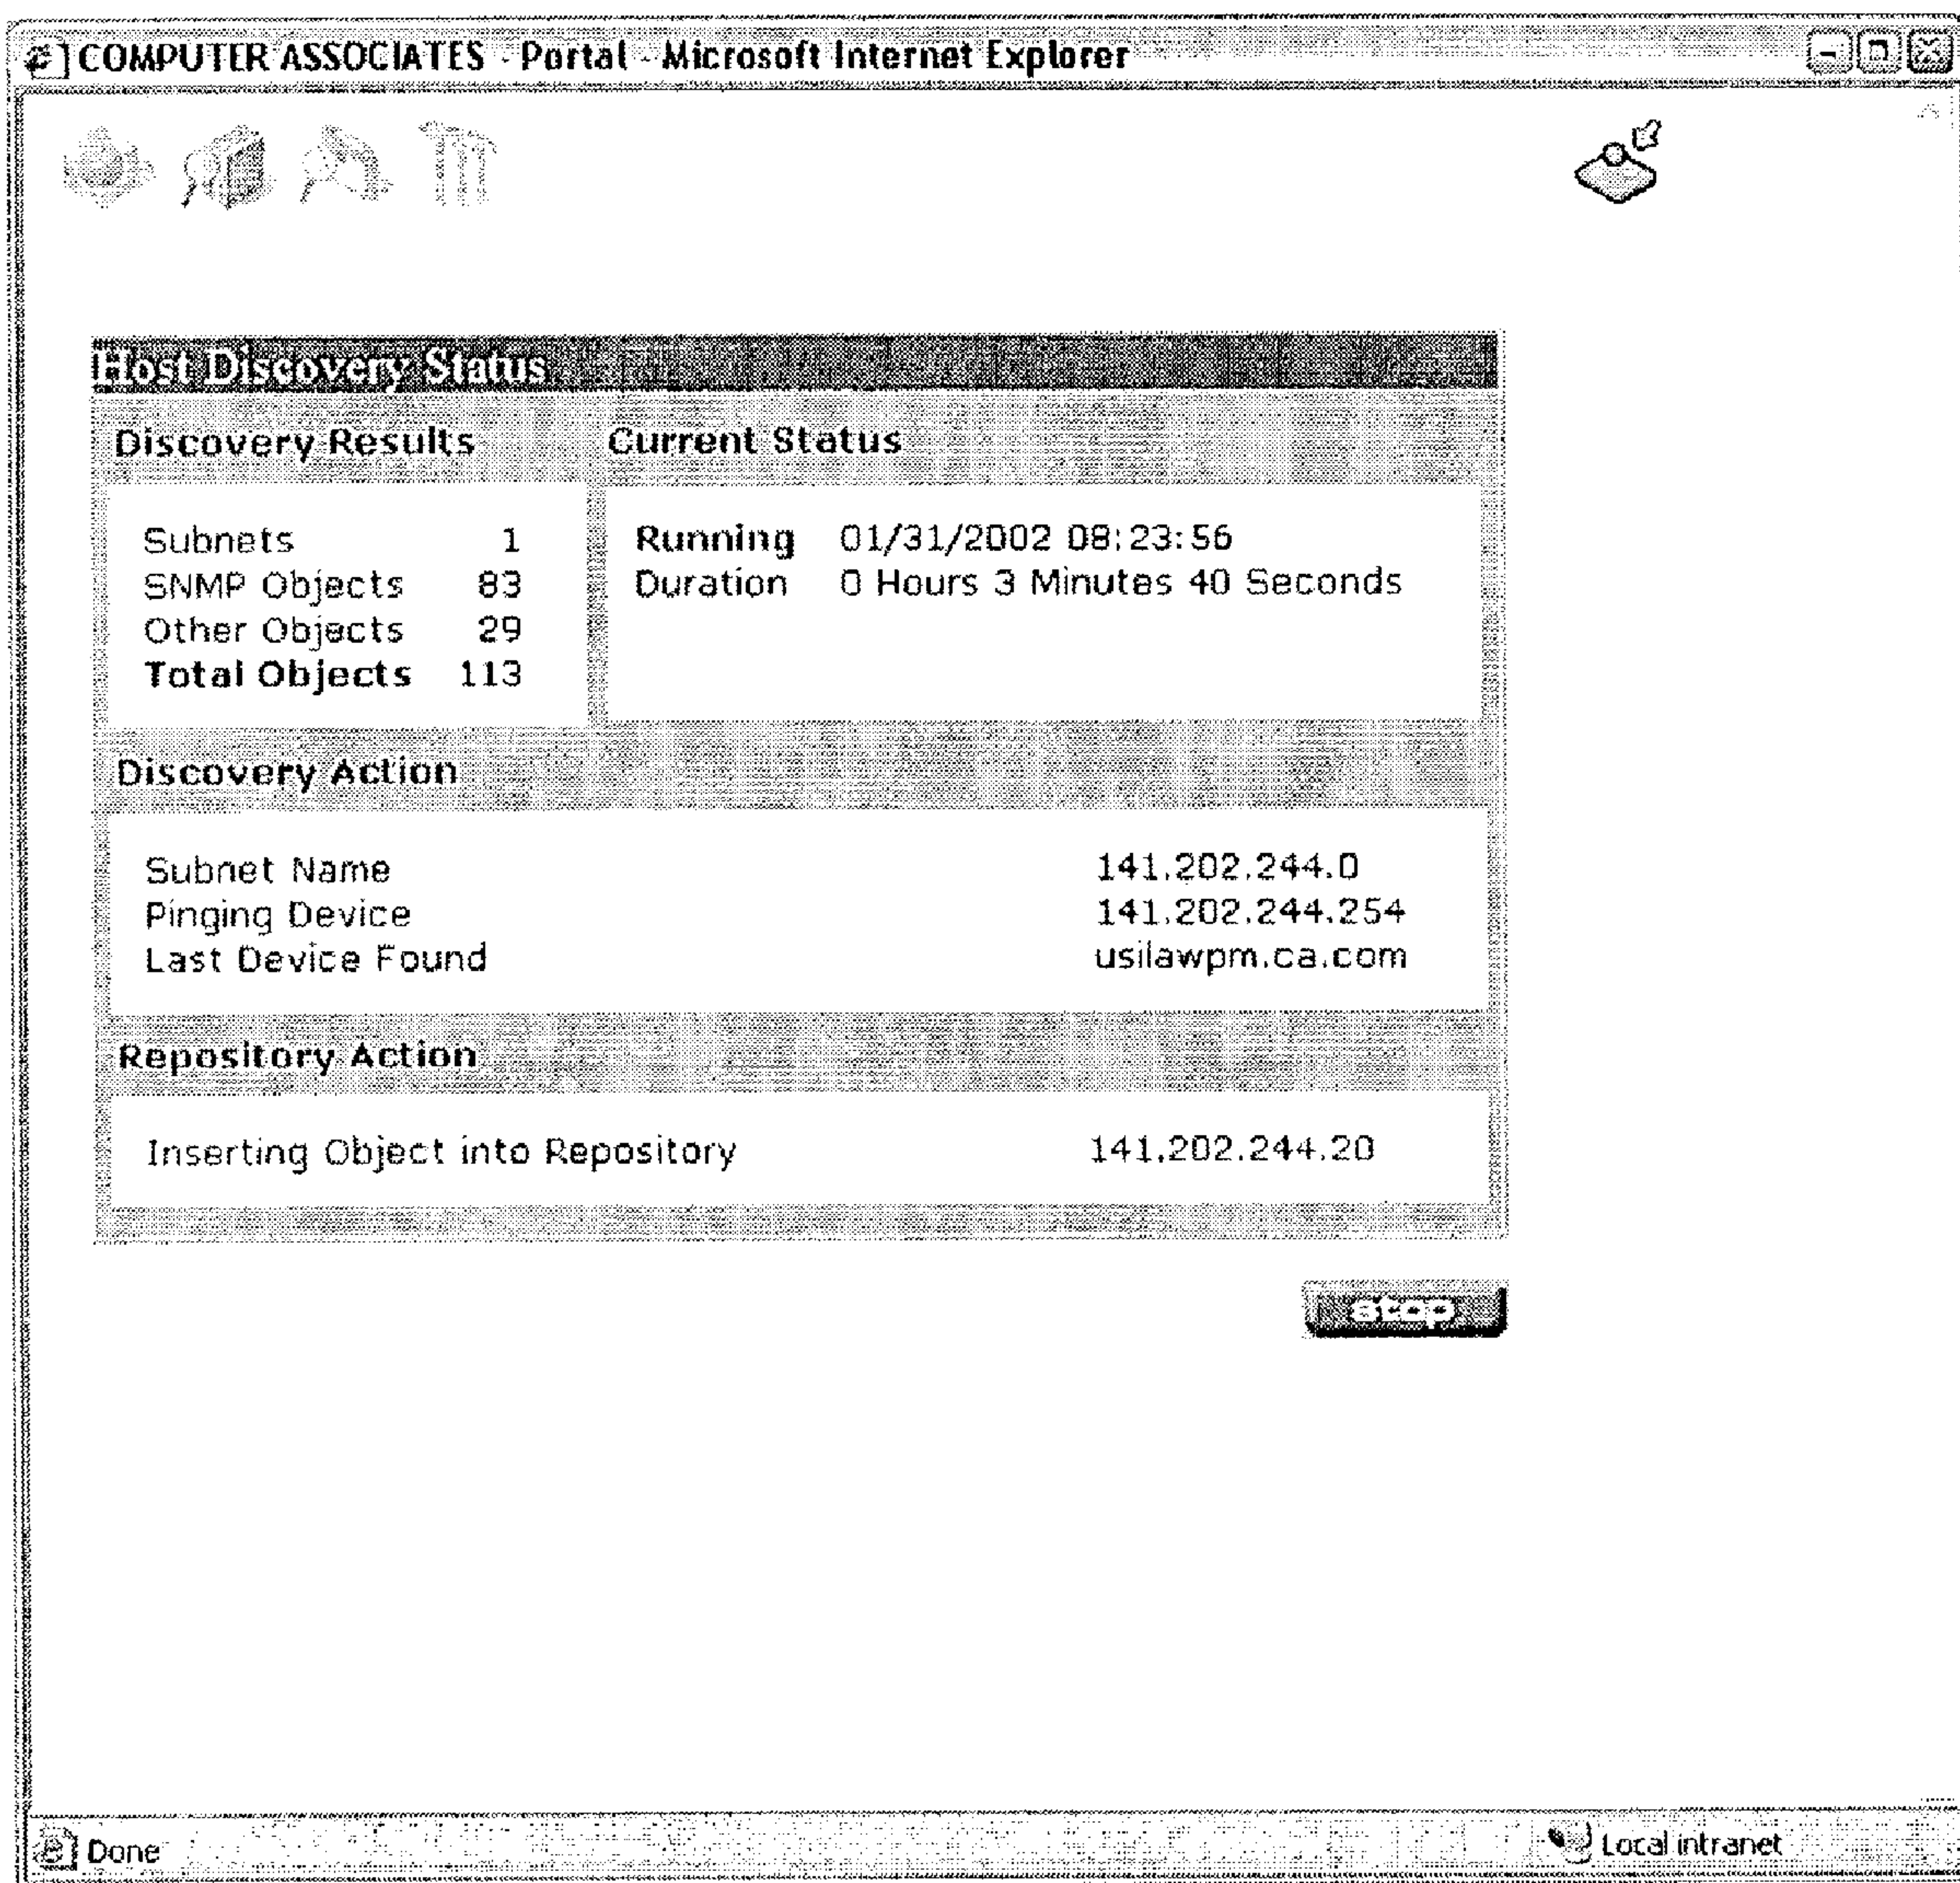 COMPUTER ASSOCIATES - Portal - Microsoft Internet Explorer
Host Discovery Status
Discovery Results
Current Status
Subnets 1
SNMP Objects 83
Other Objects 29
Total Objects 113
Running 01/31/2002 08:23:56
Duration 0 Hours 3 Minutes 40 Seconds
Discovery Action
Subnet Name 141.202.244.0
Pinging Device 141.202.244.254
Last Device Found usilawpm.ca.com
Repository Action
Inserting Object into Repository 141.202.244.20
stop
Done
Local intranet